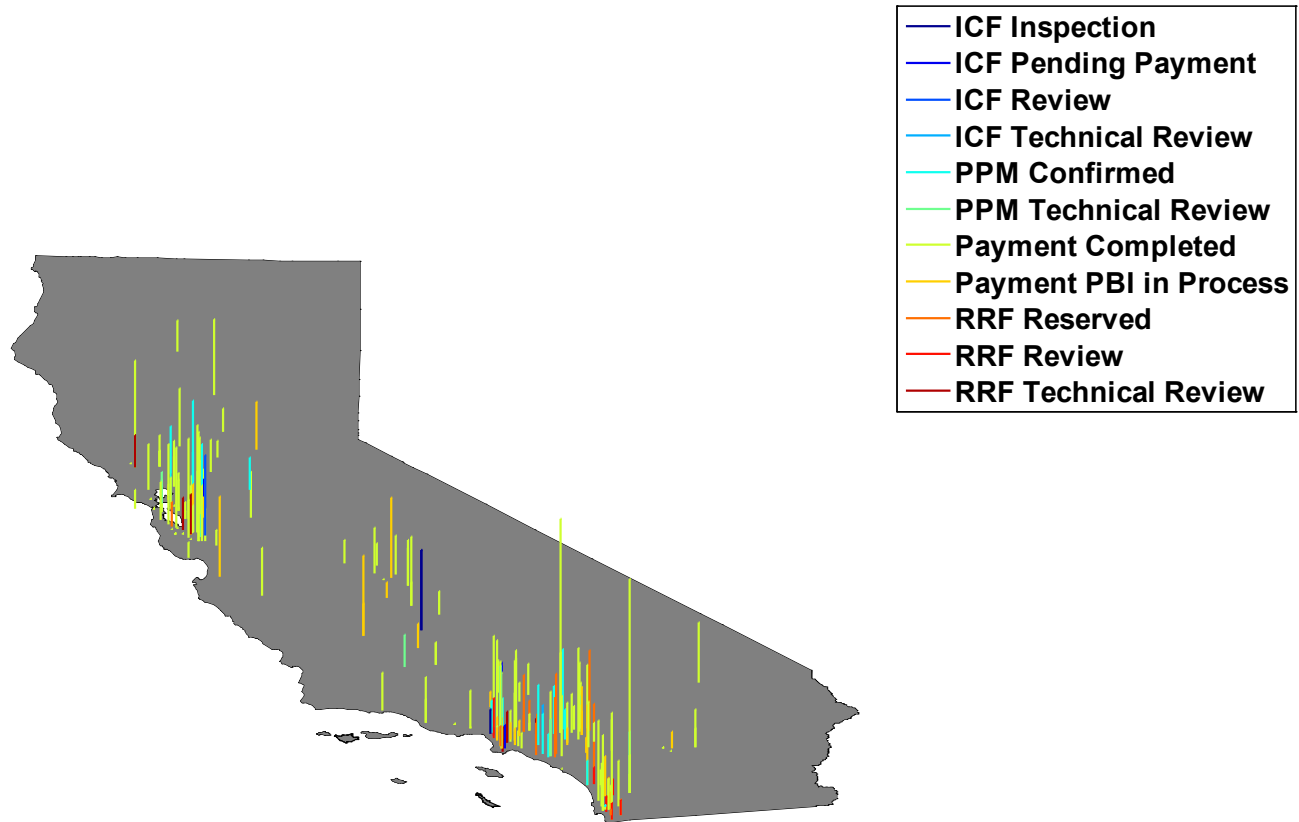 ICF Inspection
ICF Pending Payment
ICF Review
ICF Technical Review
PPM Confirmed
PPM Technical Review
Payment Completed
Payment PBI in Process
RRF Reserved
RRF Review
RRF Technical Review